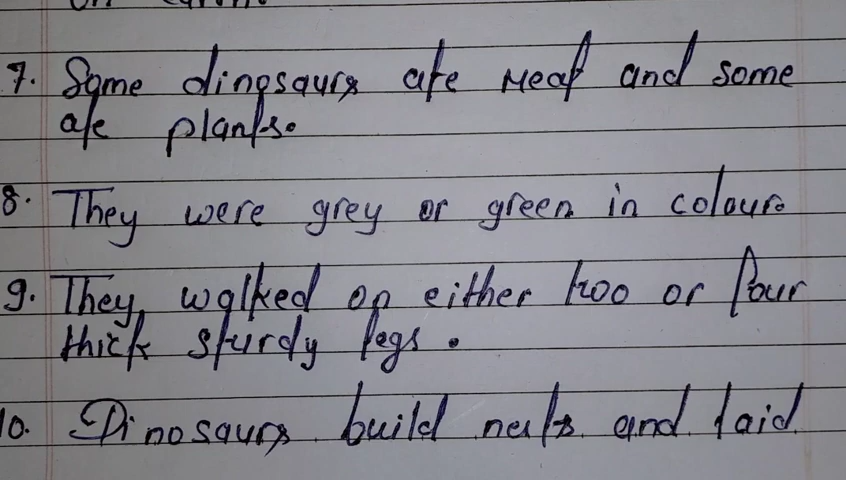 7. Some dinosaurs ate meat and some
ate plants.
8. They were grey or green in colour.
9. They walked on either two or four
thick sturdy legs.
10. Dinosaurs build nests and laid